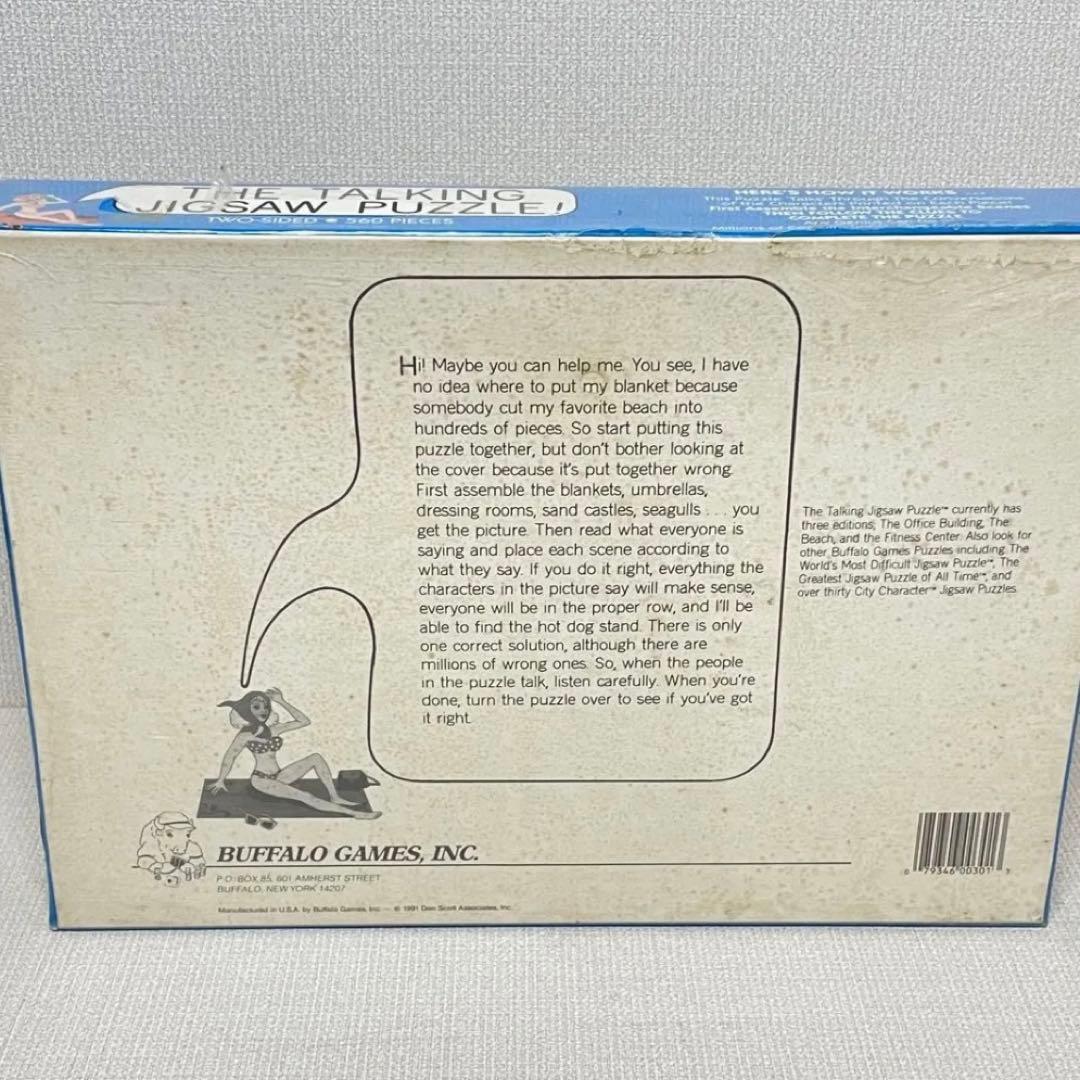 THE TALKING
JIGSAW PUZZLE!
TWO-SIDED • 560 PIECES
HERE'S HOW IT WORKS
This Puzzle
First
Millions of
Hi! Maybe you can help me. You see, I have
no idea where to put my blanket because
somebody cut my favorite beach into
hundreds of pieces. So start putting this
puzzle together, but don't bother looking at
the cover because it's put together wrong.
First assemble the blankets, umbrellas,
dressing rooms, sand castles, seagulls . . . you
get the picture. Then read what everyone is
saying and place each scene according to
what they say. If you do it right, everything the
characters in the picture say will make sense,
everyone will be in the proper row, and I'll be
able to find the hot dog stand. There is only
one correct solution, although there are
millions of wrong ones. So, when the people
in the puzzle talk, listen carefully. When you're
done, turn the puzzle over to see if you've got
it right.
The Talking Jigsaw Puzzle™ currently has
three editions; The Office Building, The
Beach, and the Fitness Center. Also look for
other Buffalo Games Puzzles including The
World's Most Difficult Jigsaw Puzzle™, The
Greatest Jigsaw Puzzle of All Time™, and
over thirty City Character™ Jigsaw Puzzles.
BUFFALO GAMES, INC.
P.O. BOX 85, 601 AMHERST STREET
BUFFALO, NEW YORK 14207
Manufactured in U.S.A. by Buffalo Games, Inc. — © 1991 Don Scott Associates, Inc.
0 79346 00301 7